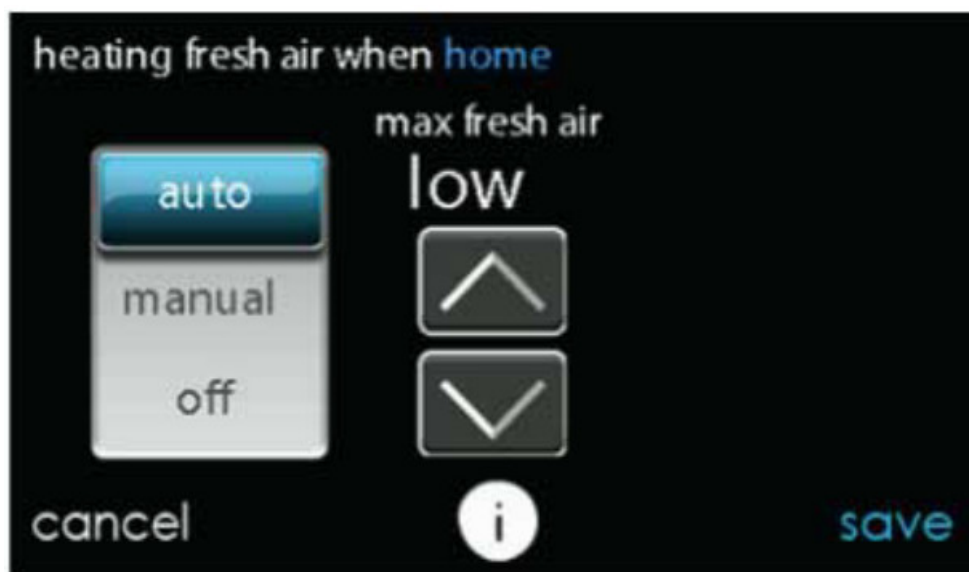 heating fresh air when home
max fresh air
low
auto
manual
off
cancel
i
save